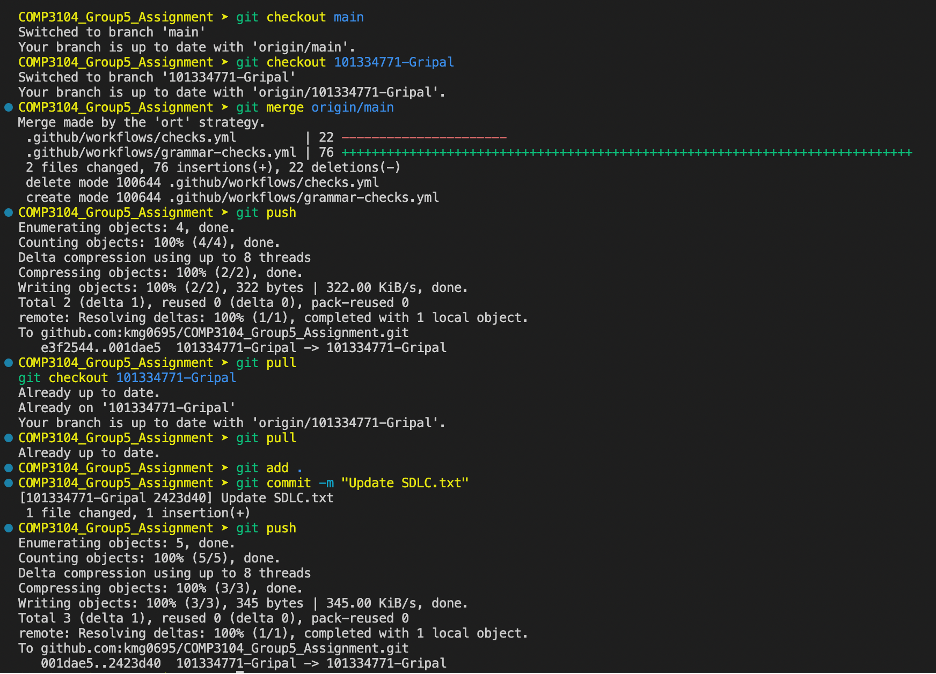 COMP3104_Group5_Assignment ➤ git checkout main
Switched to branch 'main'
Your branch is up to date with 'origin/main'.
COMP3104_Group5_Assignment ➤ git checkout 101334771-Gripal
Switched to branch '101334771-Gripal'
Your branch is up to date with 'origin/101334771-Gripal'.
COMP3104_Group5_Assignment ➤ git merge origin/main
Merge made by the 'ort' strategy.
.github/workflows/checks.yml | 22 ----------------------
.github/workflows/grammar-checks.yml | 76 ++++++++++++++++++++++++++++++++++++++++++++++++++++++++++++++++++++++++++++
2 files changed, 76 insertions(+), 22 deletions(-)
delete mode 100644 .github/workflows/checks.yml
create mode 100644 .github/workflows/grammar-checks.yml
COMP3104_Group5_Assignment ➤ git push
Enumerating objects: 4, done.
Counting objects: 100% (4/4), done.
Delta compression using up to 8 threads
Compressing objects: 100% (2/2), done.
Writing objects: 100% (2/2), 322 bytes | 322.00 KiB/s, done.
Total 2 (delta 1), reused 0 (delta 0), pack-reused 0
remote: Resolving deltas: 100% (1/1), completed with 1 local object.
To github.com:kmg0695/COMP3104_Group5_Assignment.git
e3f2544..001dae5 101334771-Gripal -> 101334771-Gripal
COMP3104_Group5_Assignment ➤ git pull
git checkout 101334771-Gripal
Already up to date.
Already on '101334771-Gripal'
Your branch is up to date with 'origin/101334771-Gripal'.
COMP3104_Group5_Assignment ➤ git pull
Already up to date.
COMP3104_Group5_Assignment ➤ git add .
COMP3104_Group5_Assignment ➤ git commit -m "Update SDLC.txt"
[101334771-Gripal 2423d40] Update SDLC.txt
1 file changed, 1 insertion(+)
COMP3104_Group5_Assignment ➤ git push
Enumerating objects: 5, done.
Counting objects: 100% (5/5), done.
Delta compression using up to 8 threads
Compressing objects: 100% (3/3), done.
Writing objects: 100% (3/3), 345 bytes | 345.00 KiB/s, done.
Total 3 (delta 1), reused 0 (delta 0), pack-reused 0
remote: Resolving deltas: 100% (1/1), completed with 1 local object.
To github.com:kmg0695/COMP3104_Group5_Assignment.git
001dae5..2423d40 101334771-Gripal -> 101334771-Gripal